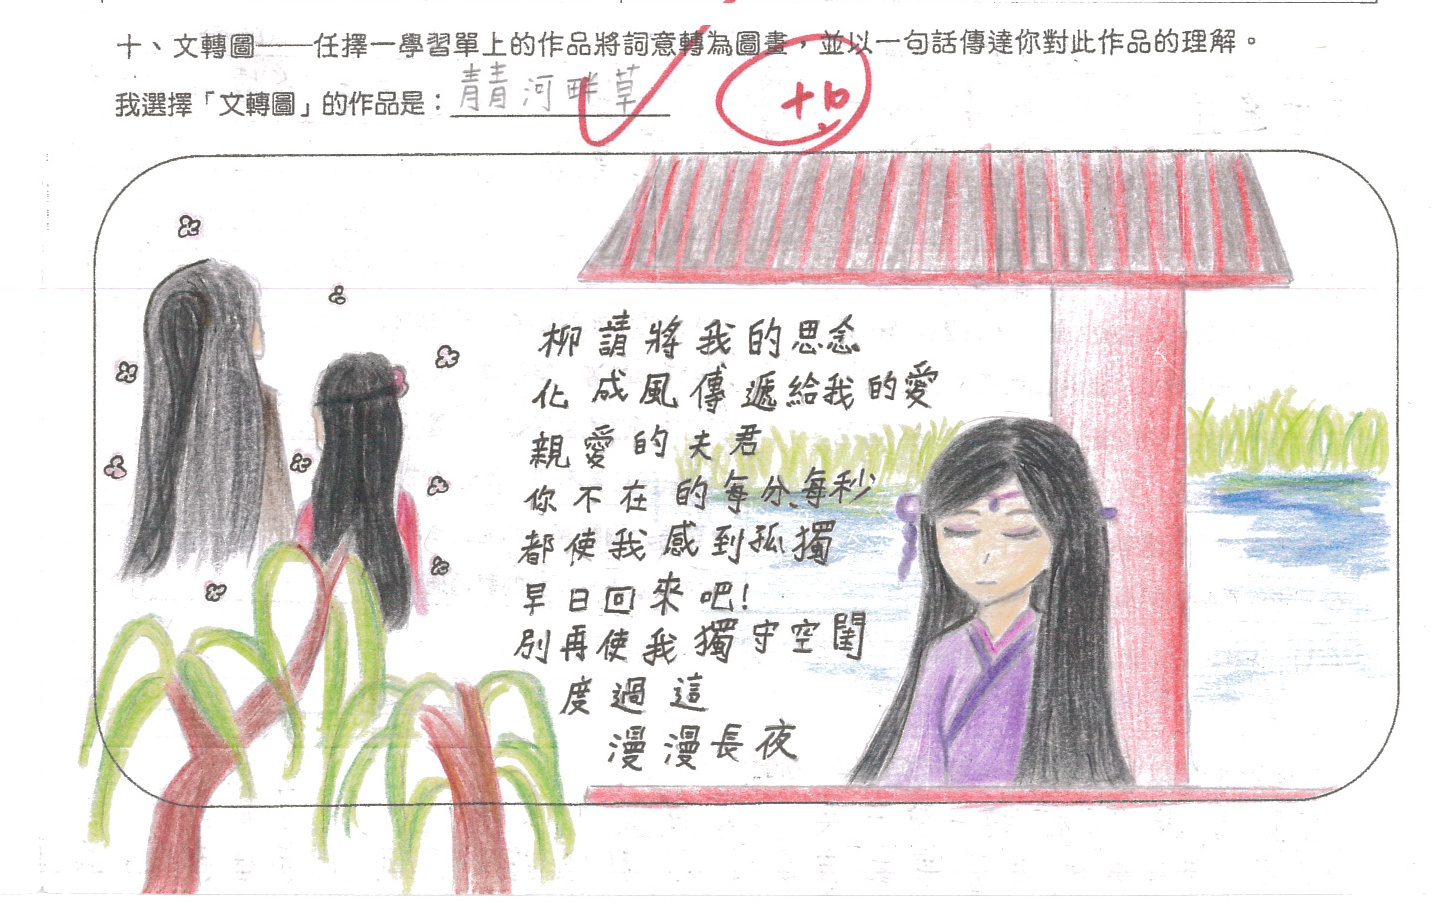 十、文轉圖——任擇一學習單上的作品將詞意轉為圖畫，並以一句話傳達你對此作品的理解。
我選擇「文轉圖」的作品是：青青河畔草
+10
柳請將我的思念
化成風傳遞給我的愛
親愛的夫君
你不在的每分每秒
都使我感到孤獨
早日回來吧!
別再使我獨守空閨
度過這
漫漫長夜